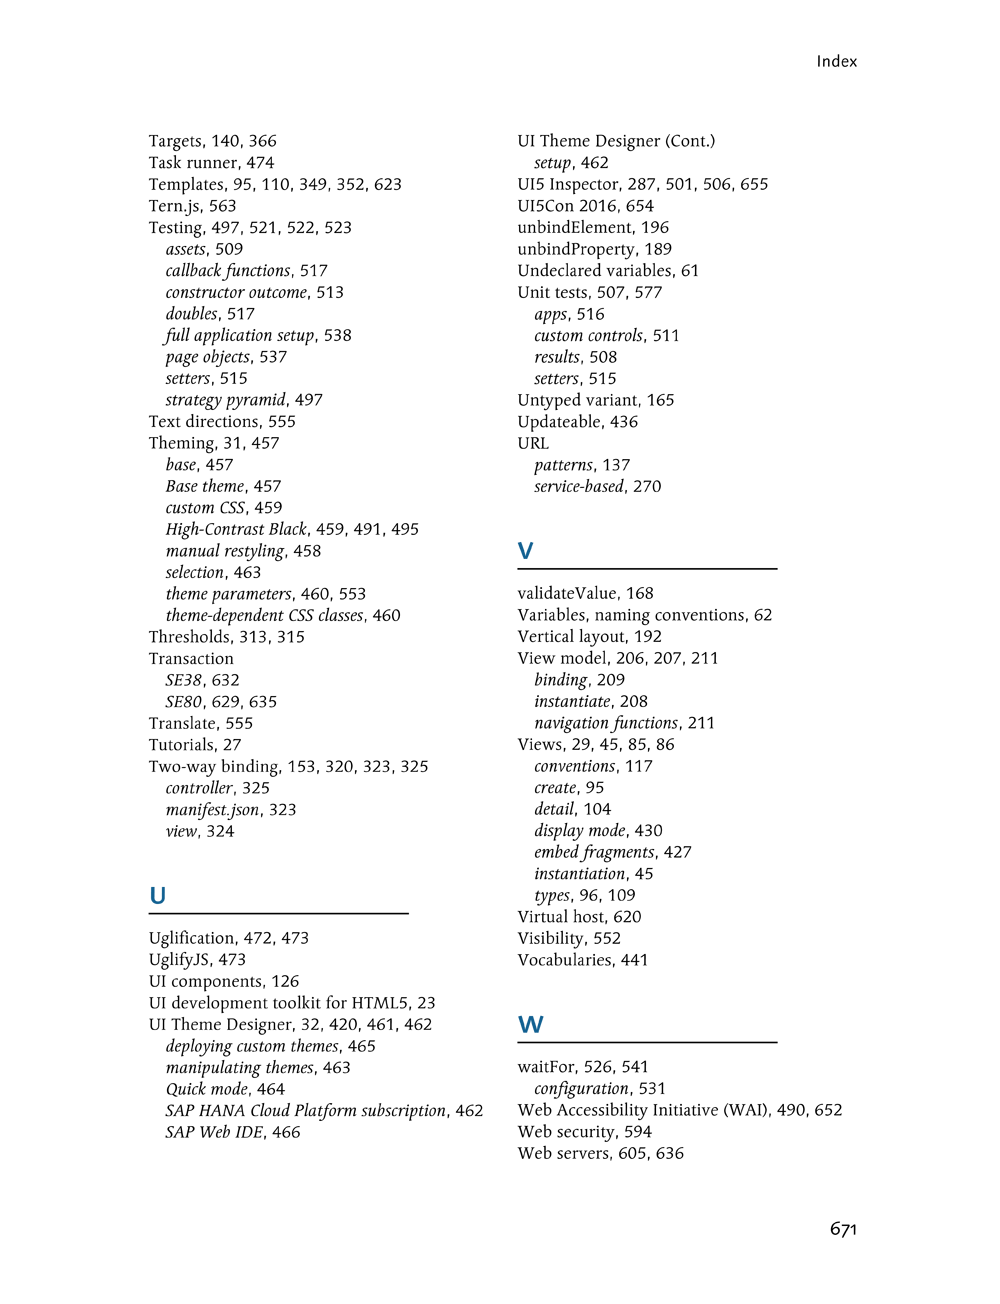 Index
Targets, 140, 366
Task runner, 474
Templates, 95, 110, 349, 352, 623
Tern.js, 563
Testing, 497, 521, 522, 523
assets, 509
callback functions, 517
constructor outcome, 513
doubles, 517
full application setup, 538
page objects, 537
setters, 515
strategy pyramid, 497
Text directions, 555
Theming, 31, 457
base, 457
Base theme, 457
custom CSS, 459
High-Contrast Black, 459, 491, 495
manual restyling, 458
selection, 463
theme parameters, 460, 553
theme-dependent CSS classes, 460
Thresholds, 313, 315
Transaction
SE38, 632
SE80, 629, 635
Translate, 555
Tutorials, 27
Two-way binding, 153, 320, 323, 325
controller, 325
manifest.json, 323
view, 324
U
Uglification, 472, 473
UglifyJS, 473
UI components, 126
UI development toolkit for HTML5, 23
UI Theme Designer, 32, 420, 461, 462
deploying custom themes, 465
manipulating themes, 463
Quick mode, 464
SAP HANA Cloud Platform subscription, 462
SAP Web IDE, 466
UI Theme Designer (Cont.)
setup, 462
UI5 Inspector, 287, 501, 506, 655
UI5Con 2016, 654
unbindElement, 196
unbindProperty, 189
Undeclared variables, 61
Unit tests, 507, 577
apps, 516
custom controls, 511
results, 508
setters, 515
Untyped variant, 165
Updateable, 436
URL
patterns, 137
service-based, 270
V
validateValue, 168
Variables, naming conventions, 62
Vertical layout, 192
View model, 206, 207, 211
binding, 209
instantiate, 208
navigation functions, 211
Views, 29, 45, 85, 86
conventions, 117
create, 95
detail, 104
display mode, 430
embed fragments, 427
instantiation, 45
types, 96, 109
Virtual host, 620
Visibility, 552
Vocabularies, 441
W
waitFor, 526, 541
configuration, 531
Web Accessibility Initiative (WAI), 490, 652
Web security, 594
Web servers, 605, 636
671